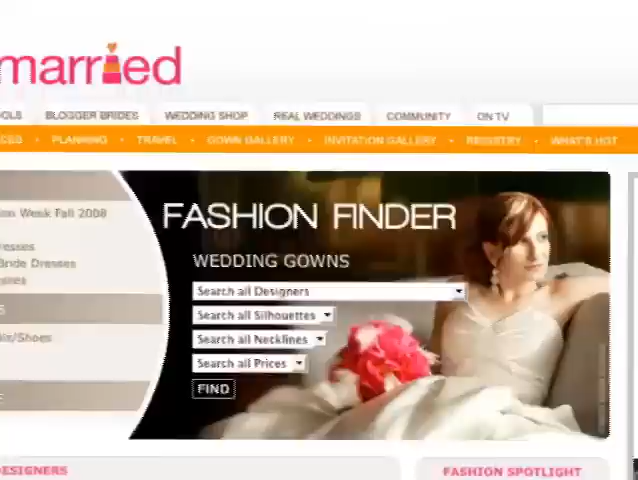 married
BLOGGER BRIDES WEDDING SHOP REAL WEDDINGS COMMUNITY ON TV
PLANNING • TRAVEL • GOWN GALLERY • INVITATION GALLERY • REGISTRY • WHAT'S HOT
Week Fall 2008
FASHION FINDER
WEDDING GOWNS
Bride Dresses
Search all Designers
Search all Silhouettes
Search all Necklines
/Shoes
Search all Prices
FIND
DESIGNERS
FASHION SPOTLIGHT